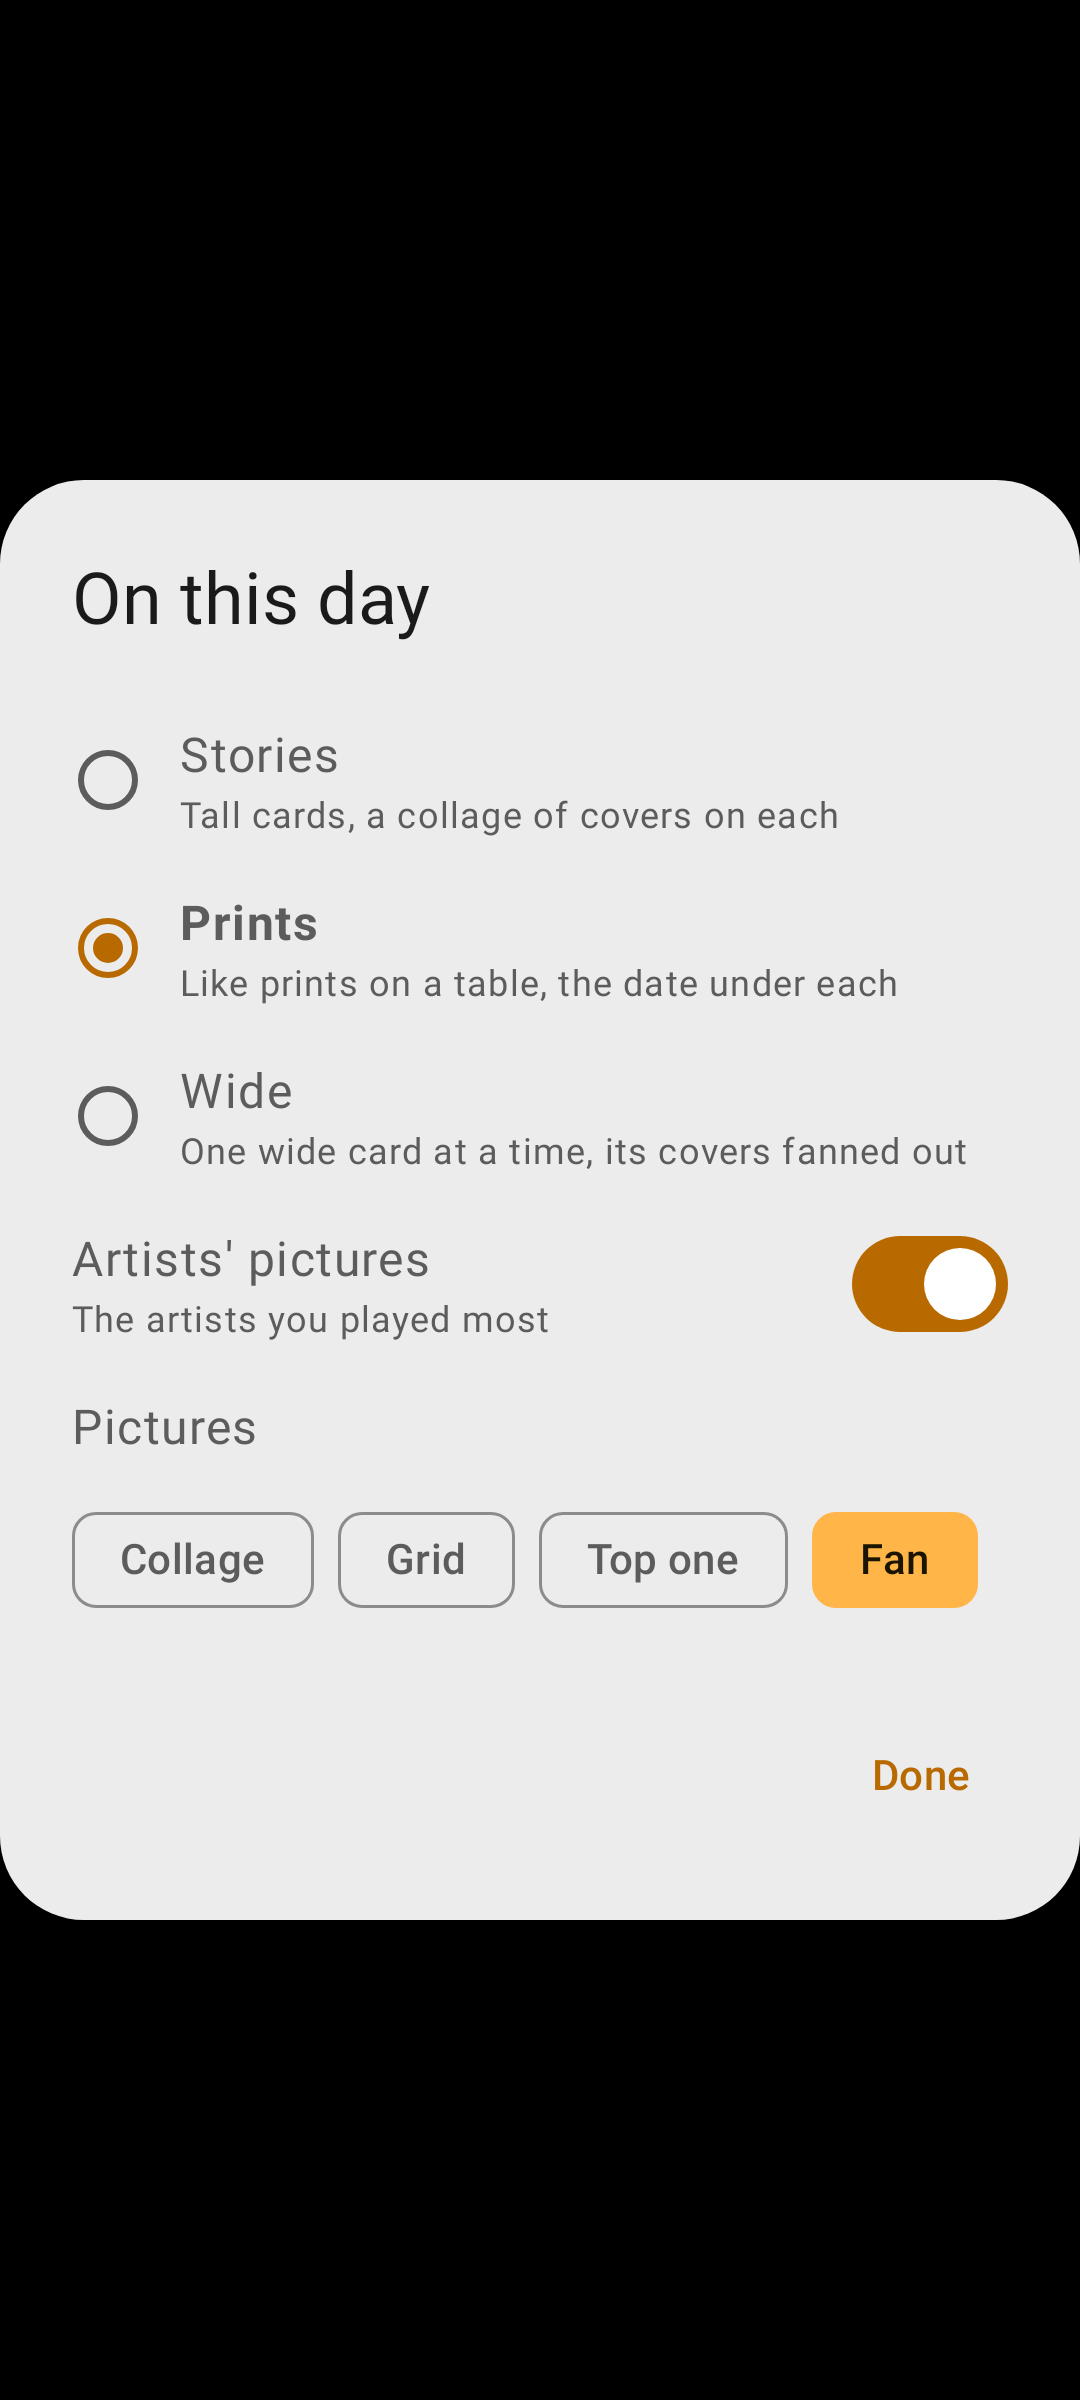 On this day
Stories
Tall cards, a collage of covers on each
Prints
Like prints on a table, the date under each
Wide
One wide card at a time, its covers fanned out
Artists' pictures
The artists you played most
Pictures
Collage
Grid
Top one
Fan
Done